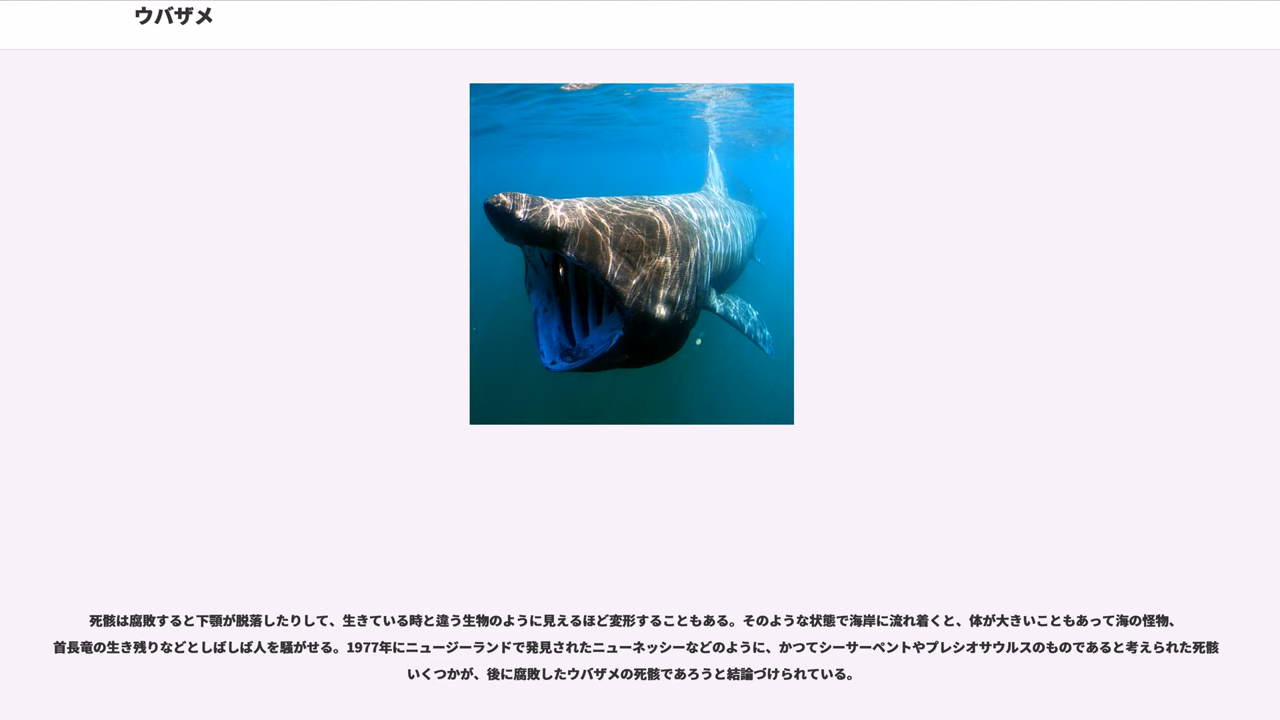 ウバザメ
死骸は腐敗すると下顎が脱落したりして、生きている時と違う生物のように見えるほど変形することもある。そのような状態で海岸に流れ着くと、体が大きいこともあって海の怪物、
首長竜の生き残りなどとしばしば人を騒がせる。1977年にニュージーランドで発見されたニューネッシーなどのように、かつてシーサーペントやプレシオサウルスのものであると考えられた死骸
いくつかが、後に腐敗したウバザメの死骸であろうと結論づけられている。